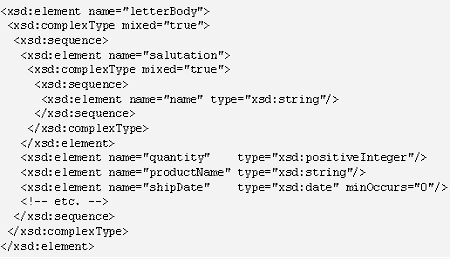 <xsd:element name="letterBody">
 <xsd:complexType mixed="true">
  <xsd:sequence>
   <xsd:element name="salutation">
    <xsd:complexType mixed="true">
     <xsd:sequence>
      <xsd:element name="name" type="xsd:string"/>
     </xsd:sequence>
    </xsd:complexType>
   </xsd:element>
   <xsd:element name="quantity"    type="xsd:positiveInteger"/>
   <xsd:element name="productName" type="xsd:string"/>
   <xsd:element name="shipDate"    type="xsd:date" minOccurs="0"/>
   <!-- etc. -->
  </xsd:sequence>
 </xsd:complexType>
</xsd:element>